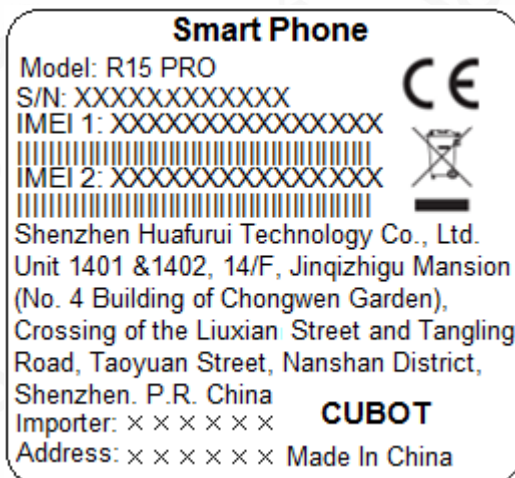 Smart Phone
Model: R15 PRO
S/N: XXXXXXXXXXXX
IMEI 1: XXXXXXXXXXXXXXX
IMEI 2: XXXXXXXXXXXXXXX
Shenzhen Huafurui Technology Co., Ltd.
Unit 1401 &1402, 14/F, Jinqizhigu Mansion
(No. 4 Building of Chongwen Garden),
Crossing of the Liuxian Street and Tangling
Road, Taoyuan Street, Nanshan District,
Shenzhen. P.R. China
Importer: × × × × × ×
CUBOT
Address: × × × × × × Made In China
CE